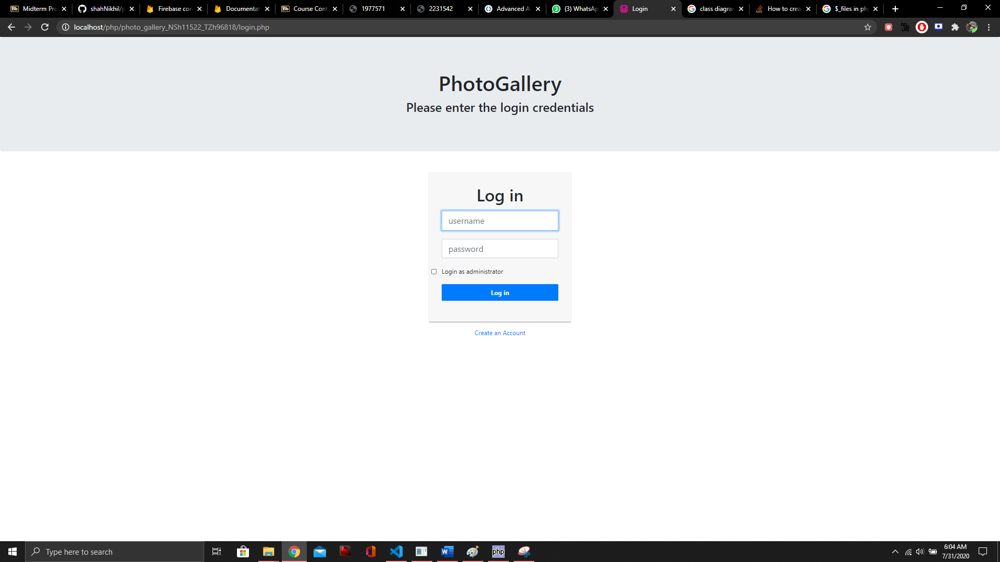 Midterm Pro
shahNikhil/p
Firebase con
Documentat
Course Cont
1977571
2231542
Advanced A
(3) WhatsAp
Login
class diagram
How to crea
$_files in ph
localhost/php/photo_gallery_NSh11522_TZh96818/login.php
PhotoGallery
Please enter the login credentials
Log in
username
password
Login as administrator
Log in
Create an Account
Type here to search
php
6:04 AM
7/31/2020